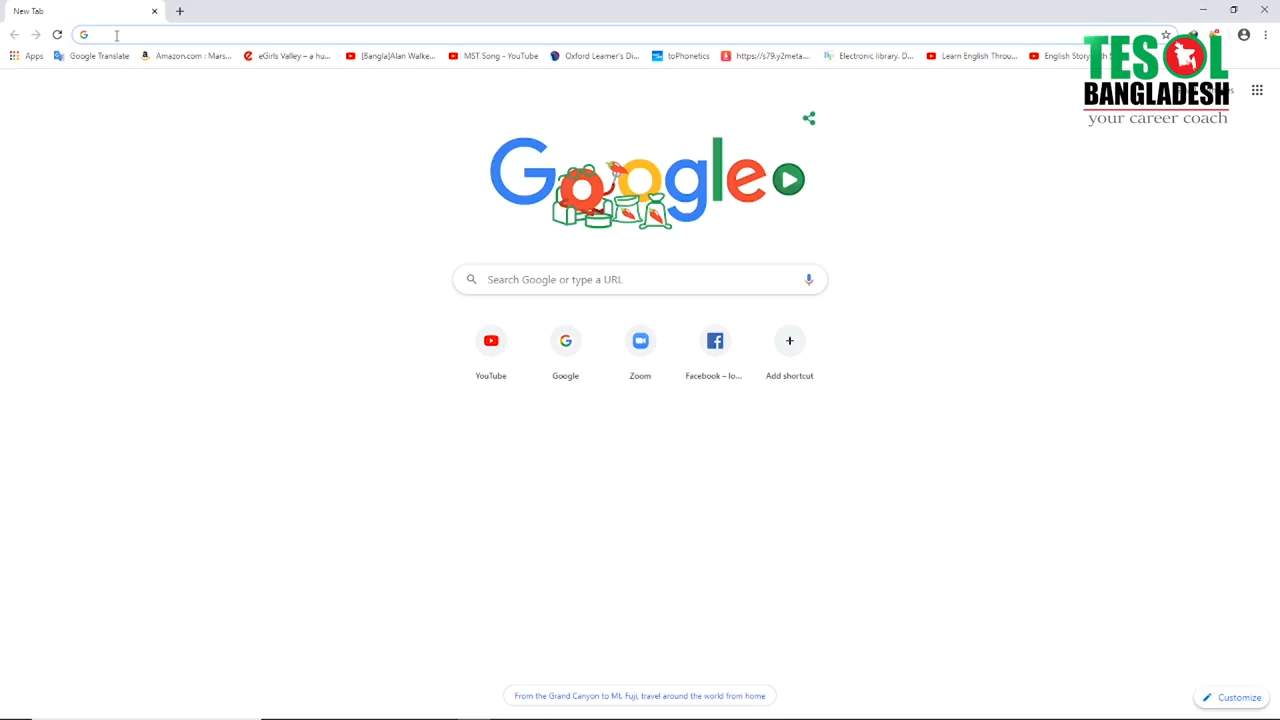 New Tab
Apps
Google Translate
Amazon.com : Mars...
eGirls Valley – a hu...
[Bangla]Alan Walke...
MST Song - YouTube
Oxford Learner's Di...
toPhonetics
https://s79.y2meta...
Electronic library. D...
Learn English Throu...
English Story
TESOL
BANGLADESH
your career coach
Google
Search Google or type a URL
YouTube
Google
Zoom
Facebook – lo...
Add shortcut
From the Grand Canyon to Mt. Fuji, travel around the world from home
Customize